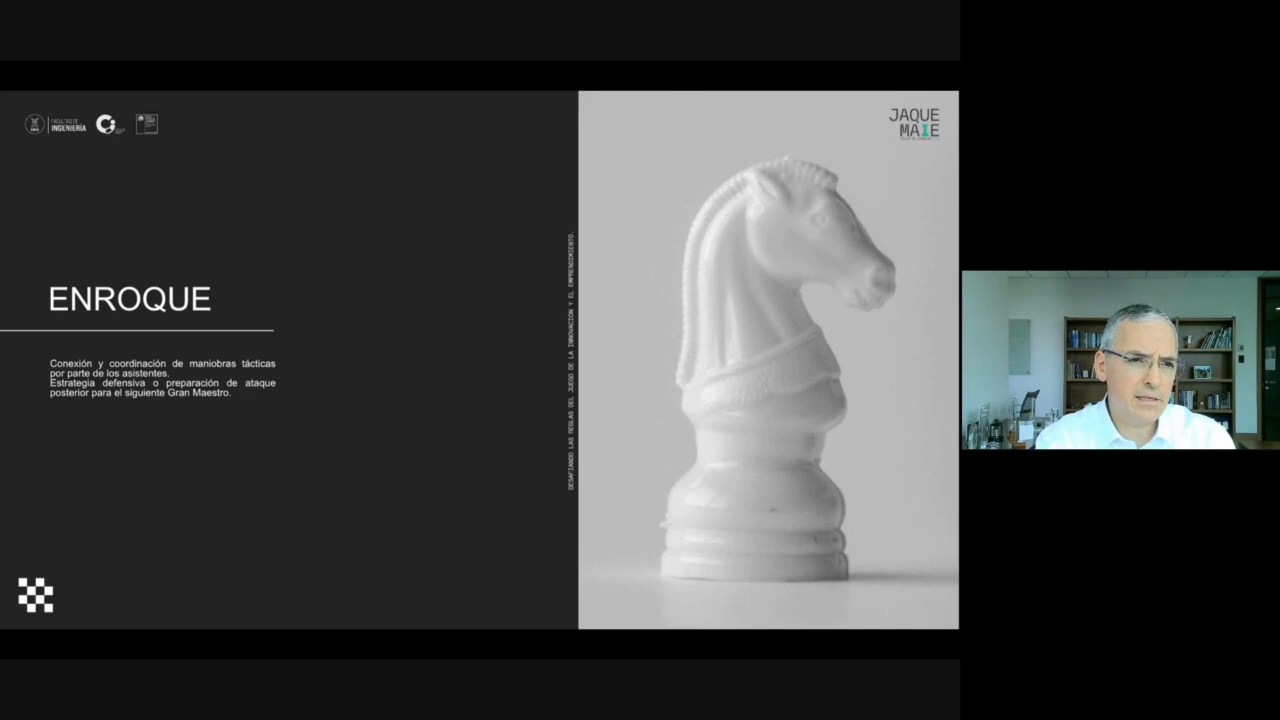 FACULTAD DE
INGENIERÍA
JAQUE
MATE
ENROQUE
Conexión y coordinación de maniobras tácticas
por parte de los asistentes.
Estrategia defensiva o preparación de ataque
posterior para el siguiente Gran Maestro.
DESAFIANDO LAS REGLAS DEL JUEGO DE LA INNOVACIÓN Y EL EMPRENDIMIENTO.